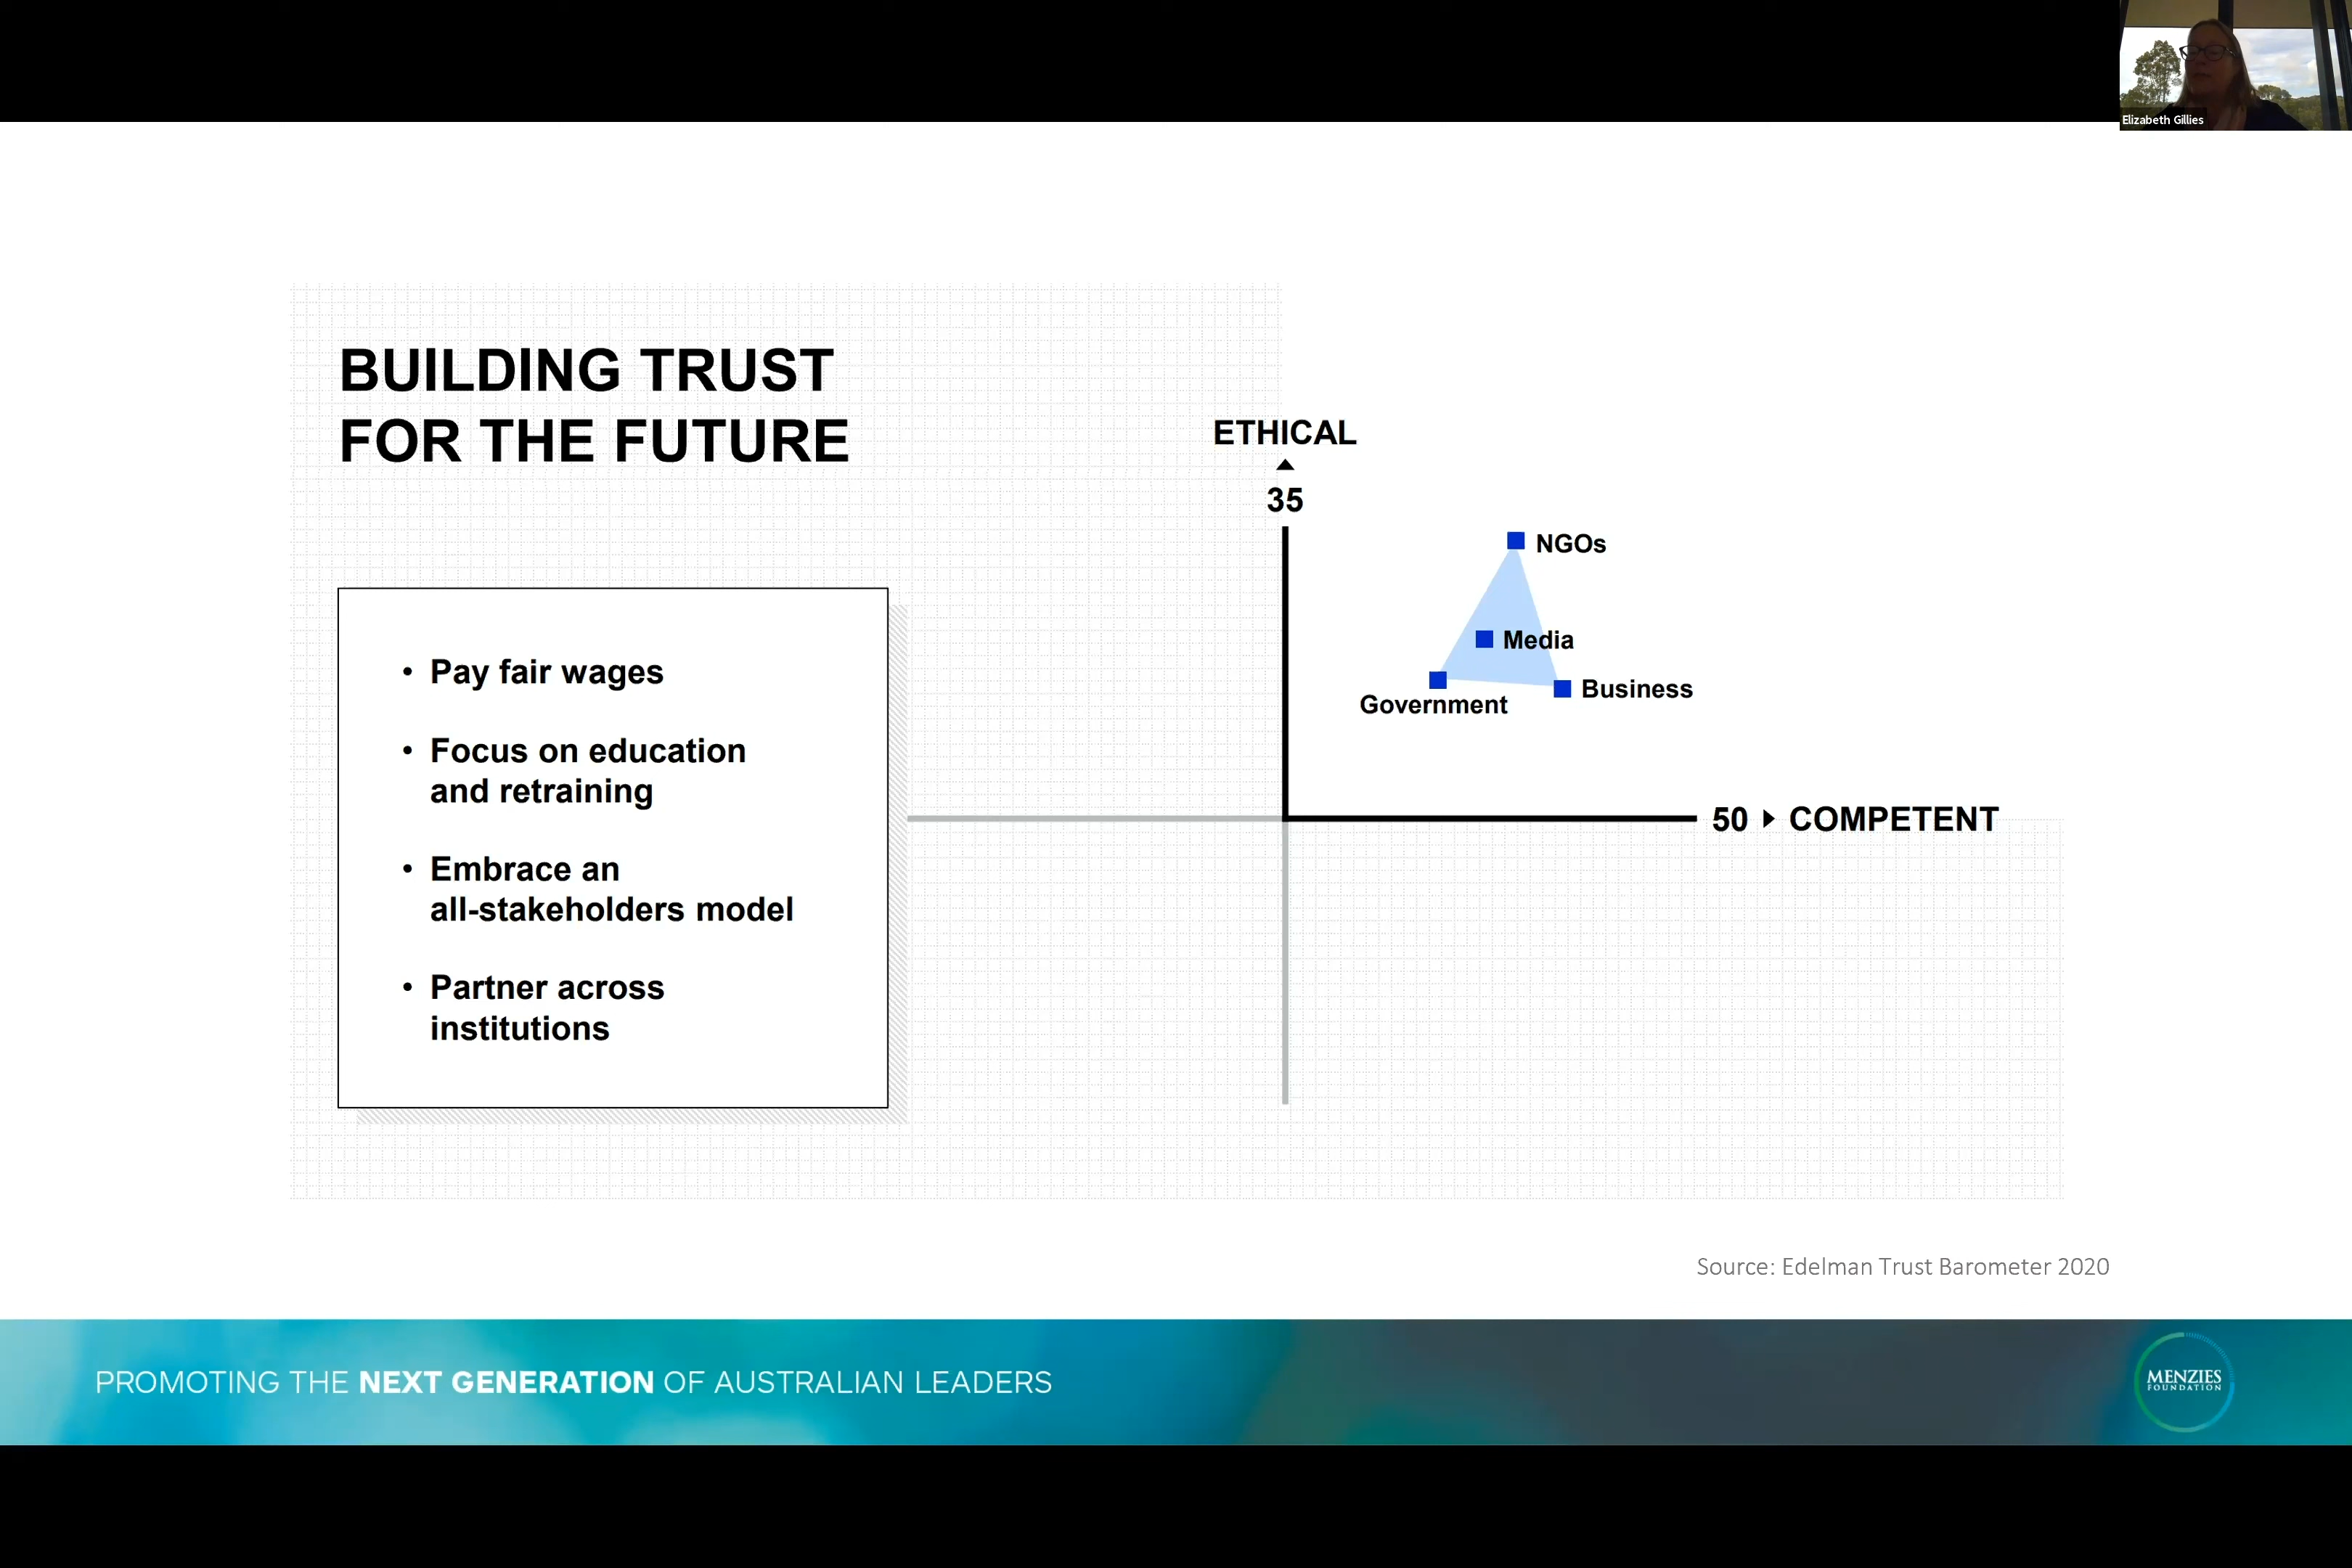 Elizabeth Gillies
BUILDING TRUST
FOR THE FUTURE
• Pay fair wages
• Focus on education
and retraining
• Embrace an
all-stakeholders model
• Partner across
institutions
ETHICAL
35
NGOs
Media
Government
Business
50 COMPETENT
Source: Edelman Trust Barometer 2020
PROMOTING THE NEXT GENERATION OF AUSTRALIAN LEADERS
MENZIES
FOUNDATION